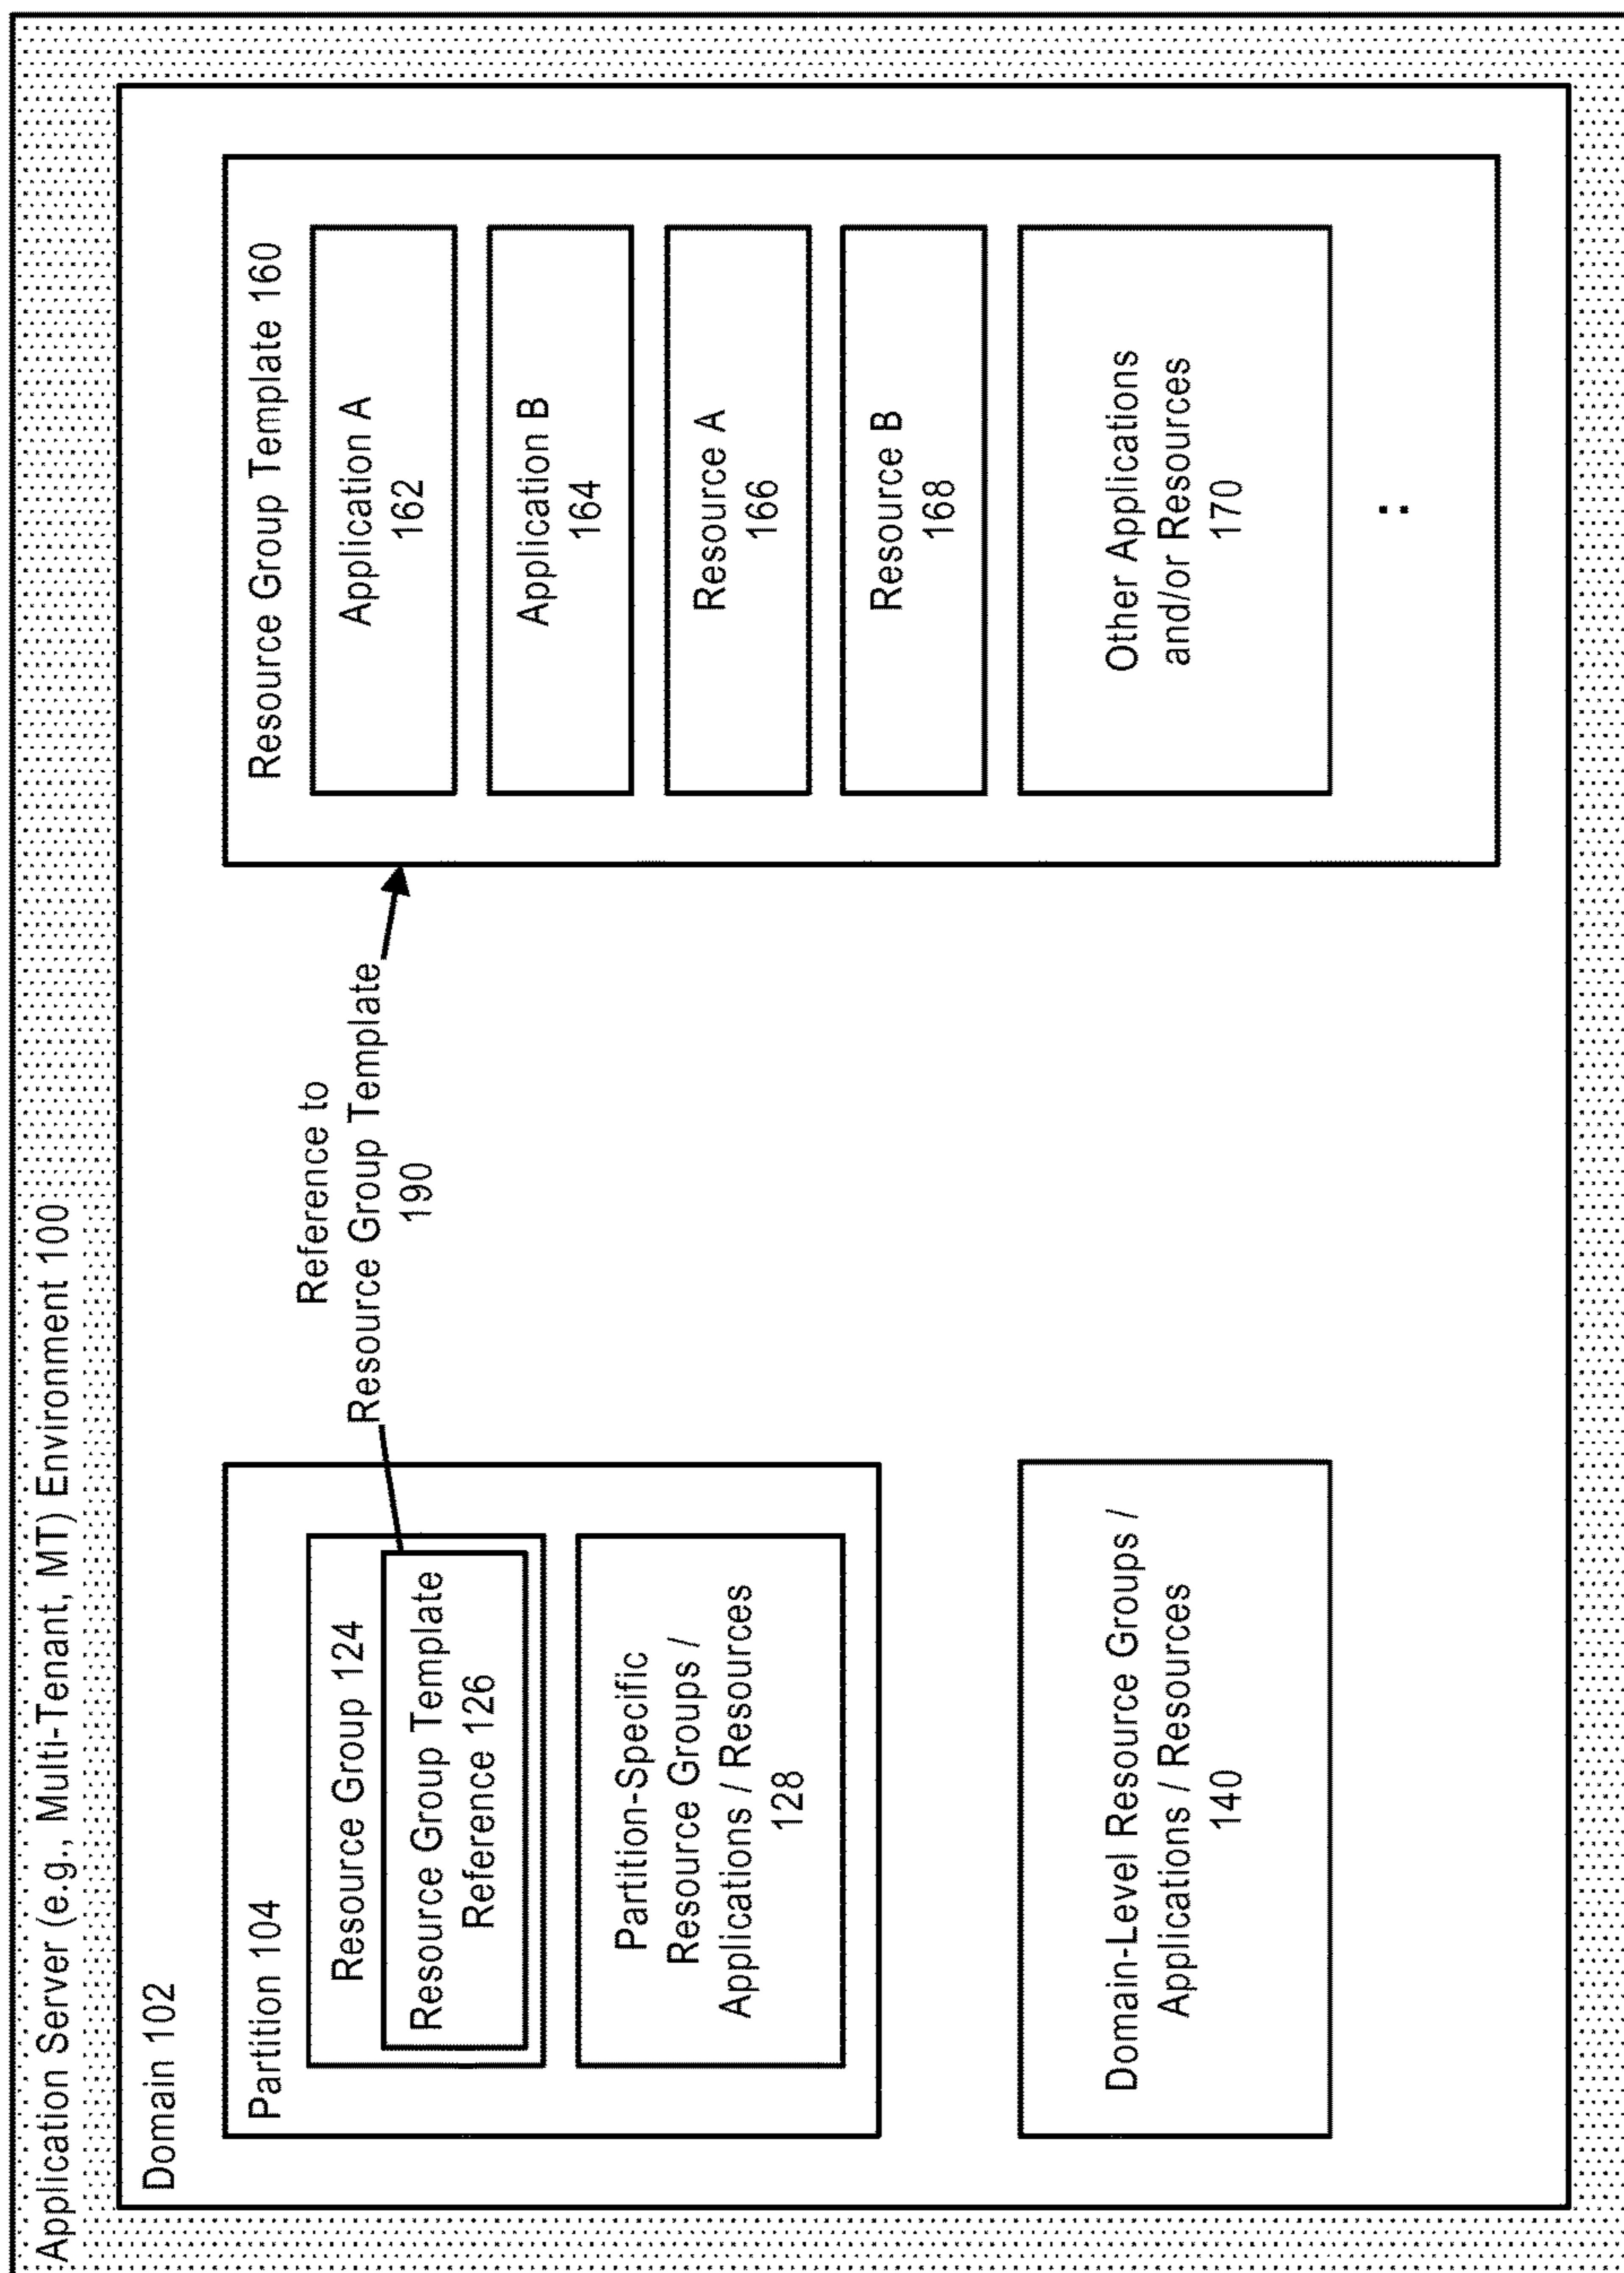 Application Server (e.g., Multi-Tenant, MT) Environment 100
Domain 102
Partition 104
Resource Group 124
Resource Group Template
Reference 126
Partition-Specific
Resource Groups /
Applications / Resources
128
Domain-Level Resource Groups /
Applications / Resources
140
Reference to
Resource Group Template
190
Resource Group Template 160
Application A
162
Application B
164
Resource A
166
Resource B
168
Other Applications
and/or Resources
170